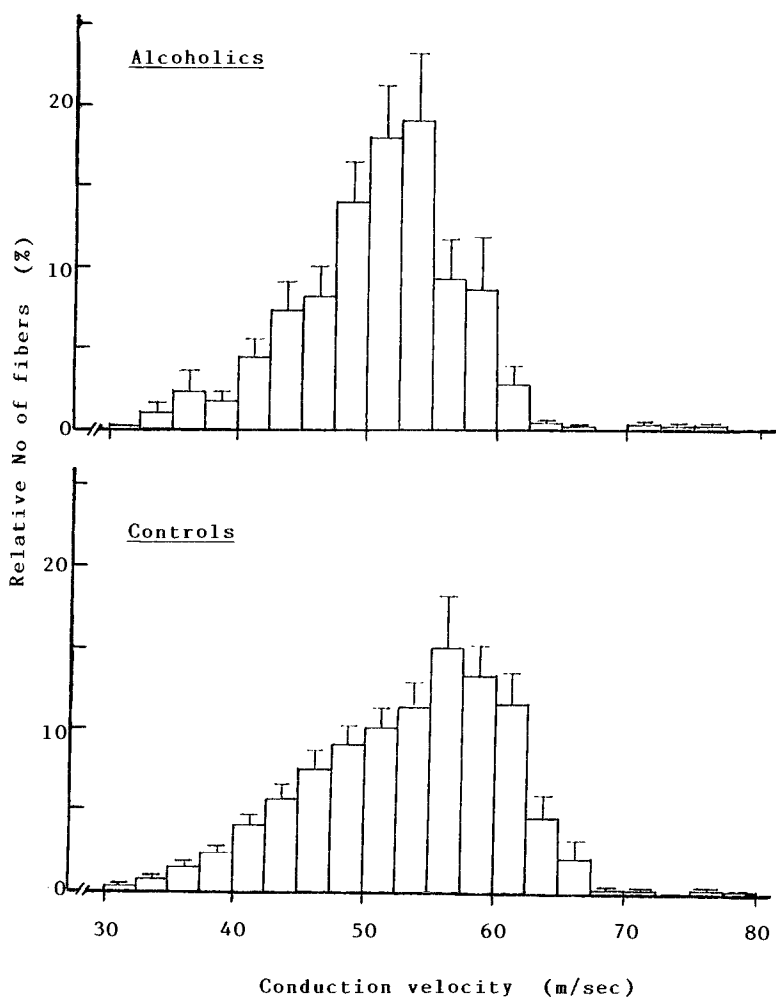 Alcoholics
20
10
0
Relative No of fibers (%)
Controls
20
10
0
30 40 50 60 70 80
Conduction velocity (m/sec)